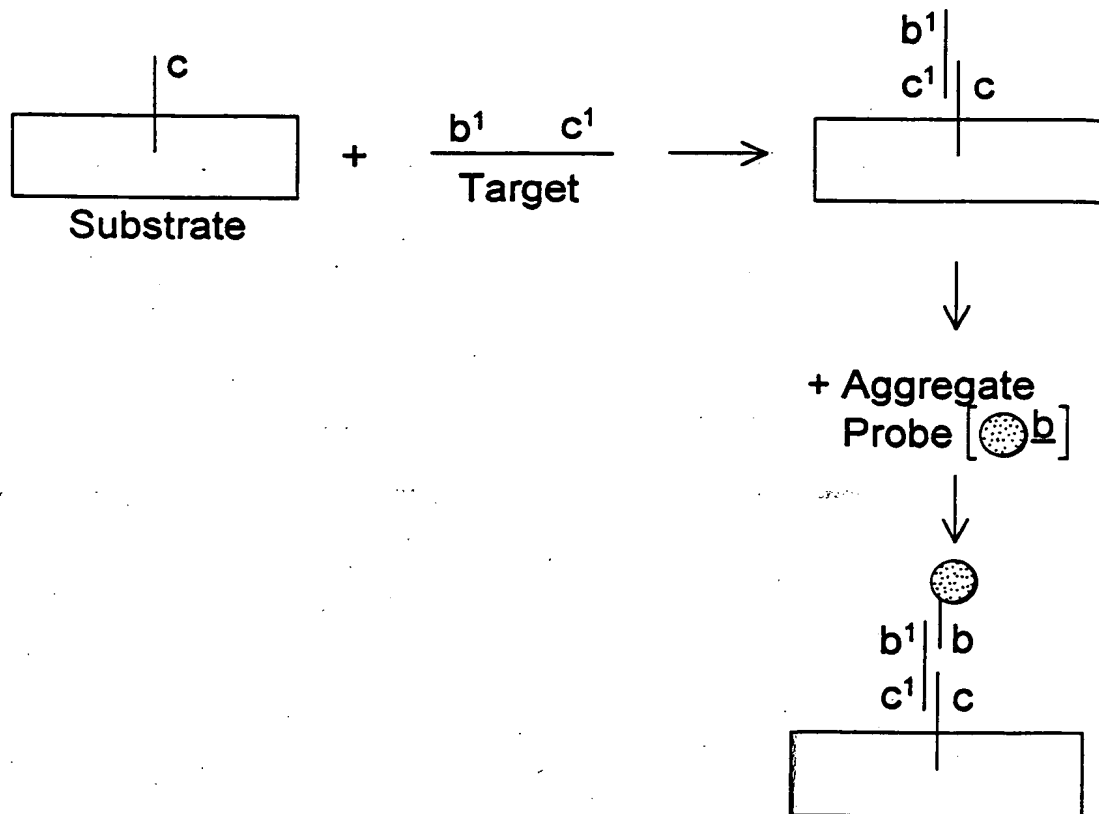 c
Substrate
+
b¹ c¹
Target
b¹
c¹ c
+ Aggregate
Probe [ b ]
b¹ b
c¹ c